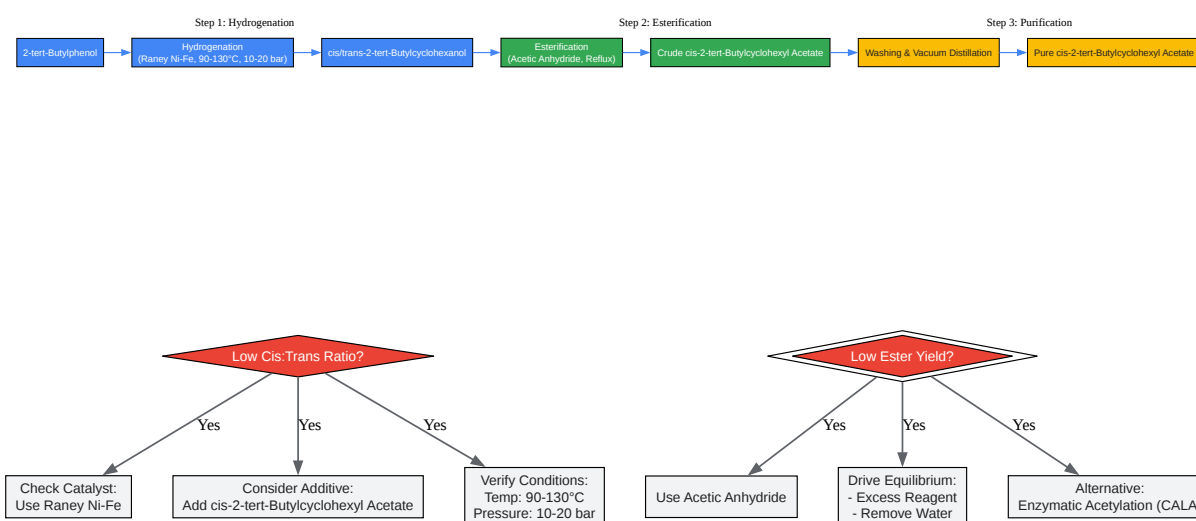 Step 1: Hydrogenation
Step 2: Esterification
Step 3: Purification
2-tert-Butylphenol
Hydrogenation
(Raney Ni-Fe, 90-130°C, 10-20 bar)
cis/trans-2-tert-Butylcyclohexanol
Esterification
(Acetic Anhydride, Reflux)
Crude cis-2-tert-Butylcyclohexyl Acetate
Washing & Vacuum Distillation
Pure cis-2-tert-Butylcyclohexyl Acetate
Low Cis:Trans Ratio?
Yes
Yes
Yes
Check Catalyst:
Use Raney Ni-Fe
Consider Additive:
Add cis-2-tert-Butylcyclohexyl Acetate
Verify Conditions:
Temp: 90-130°C
Pressure: 10-20 bar
Low Ester Yield?
Yes
Yes
Yes
Use Acetic Anhydride
Drive Equilibrium:
- Excess Reagent
- Remove Water
Alternative:
Enzymatic Acetylation (CALA